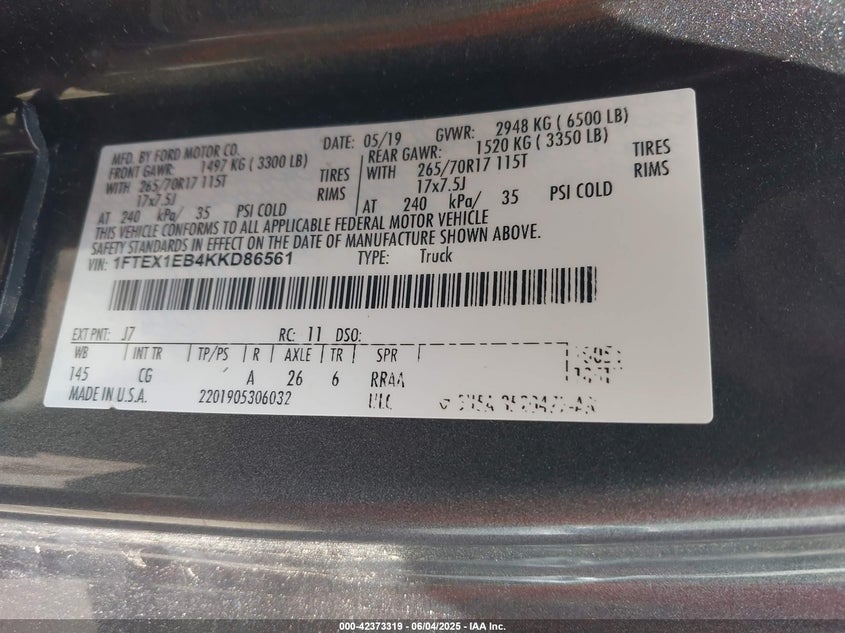 MFD. BY FORD MOTOR CO. DATE: 05/19 GVWR: 2948 KG ( 6500 LB)
FRONT GAWR: 1497 KG ( 3300 LB) REAR GAWR: 1520 KG ( 3350 LB)
WITH 265/70R17 115T TIRES WITH 265/70R17 115T TIRES
17x7.5J RIMS 17x7.5J RIMS
AT 240 kPa/ 35 PSI COLD AT 240 kPa/ 35 PSI COLD
THIS VEHICLE CONFORMS TO ALL APPLICABLE FEDERAL MOTOR VEHICLE
SAFETY STANDARDS IN EFFECT ON THE DATE OF MANUFACTURE SHOWN ABOVE.
VIN: 1FTEX1EB4KKD86561 TYPE: Truck
EXT PNT: J7 RC: 11 DSO:
WB INT TR TP/PS R AXLE TR SPR
145 CG A 26 6 RRAA
MADE IN U.S.A. 2201905306032 ULC
000-42373319 | 06/04/2025 - IAA Inc.